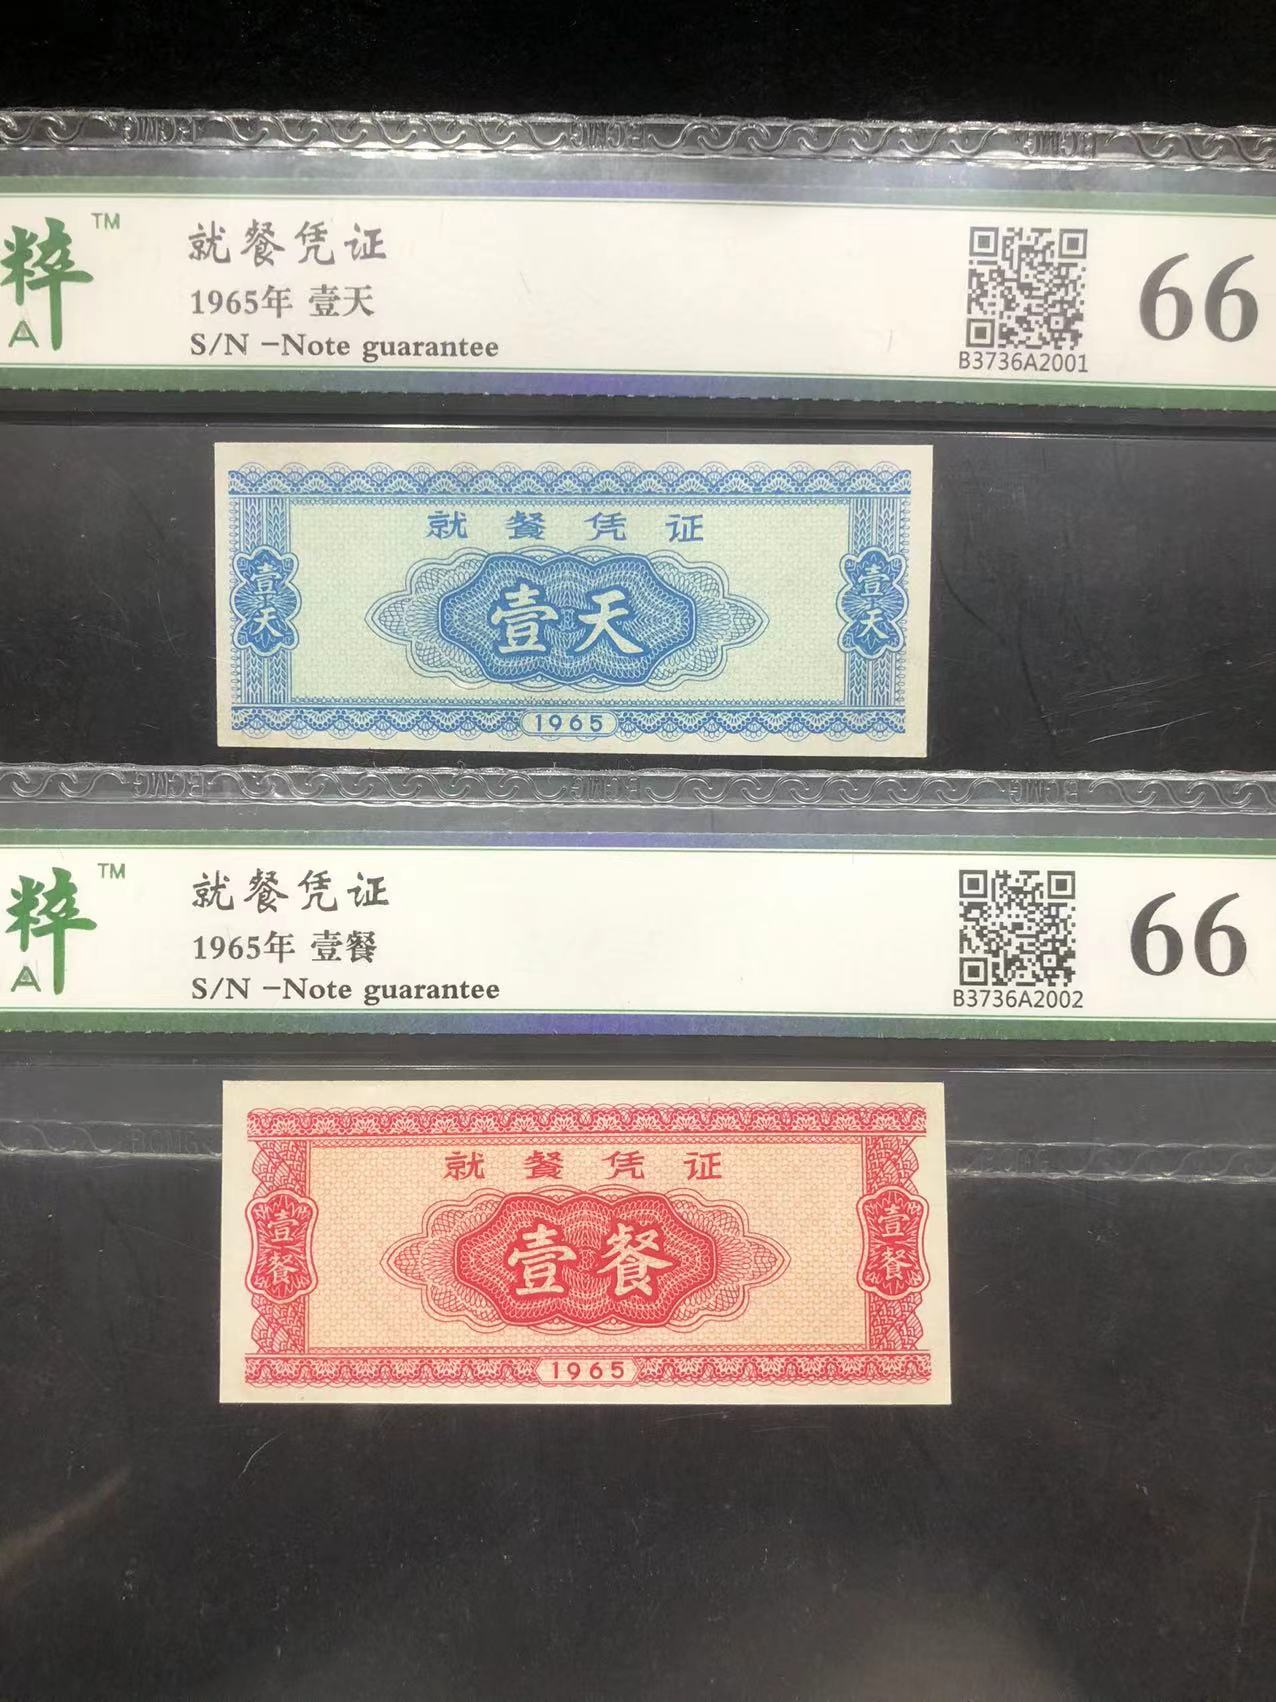 粹 TM
A
就餐凭证
1965年 壹天
S/N –Note guarantee
B3736A2001
66
就餐凭证
壹天
壹天
壹天
1965
粹 TM
A
就餐凭证
1965年 壹餐
S/N –Note guarantee
B3736A2002
66
就餐凭证
壹餐
壹餐
壹餐
1965